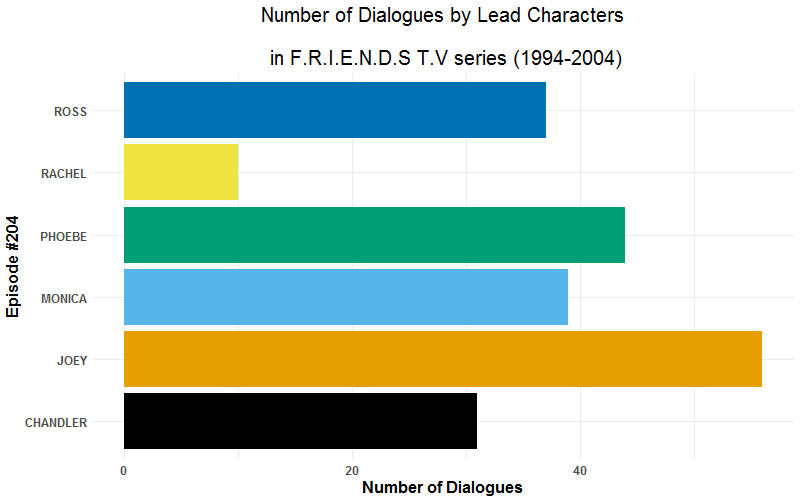 Number of Dialogues by Lead Characters
in F.R.I.E.N.D.S T.V series (1994-2004)
Episode #204
ROSS
RACHEL
PHOEBE
MONICA
JOEY
CHANDLER
0
20
40
Number of Dialogues